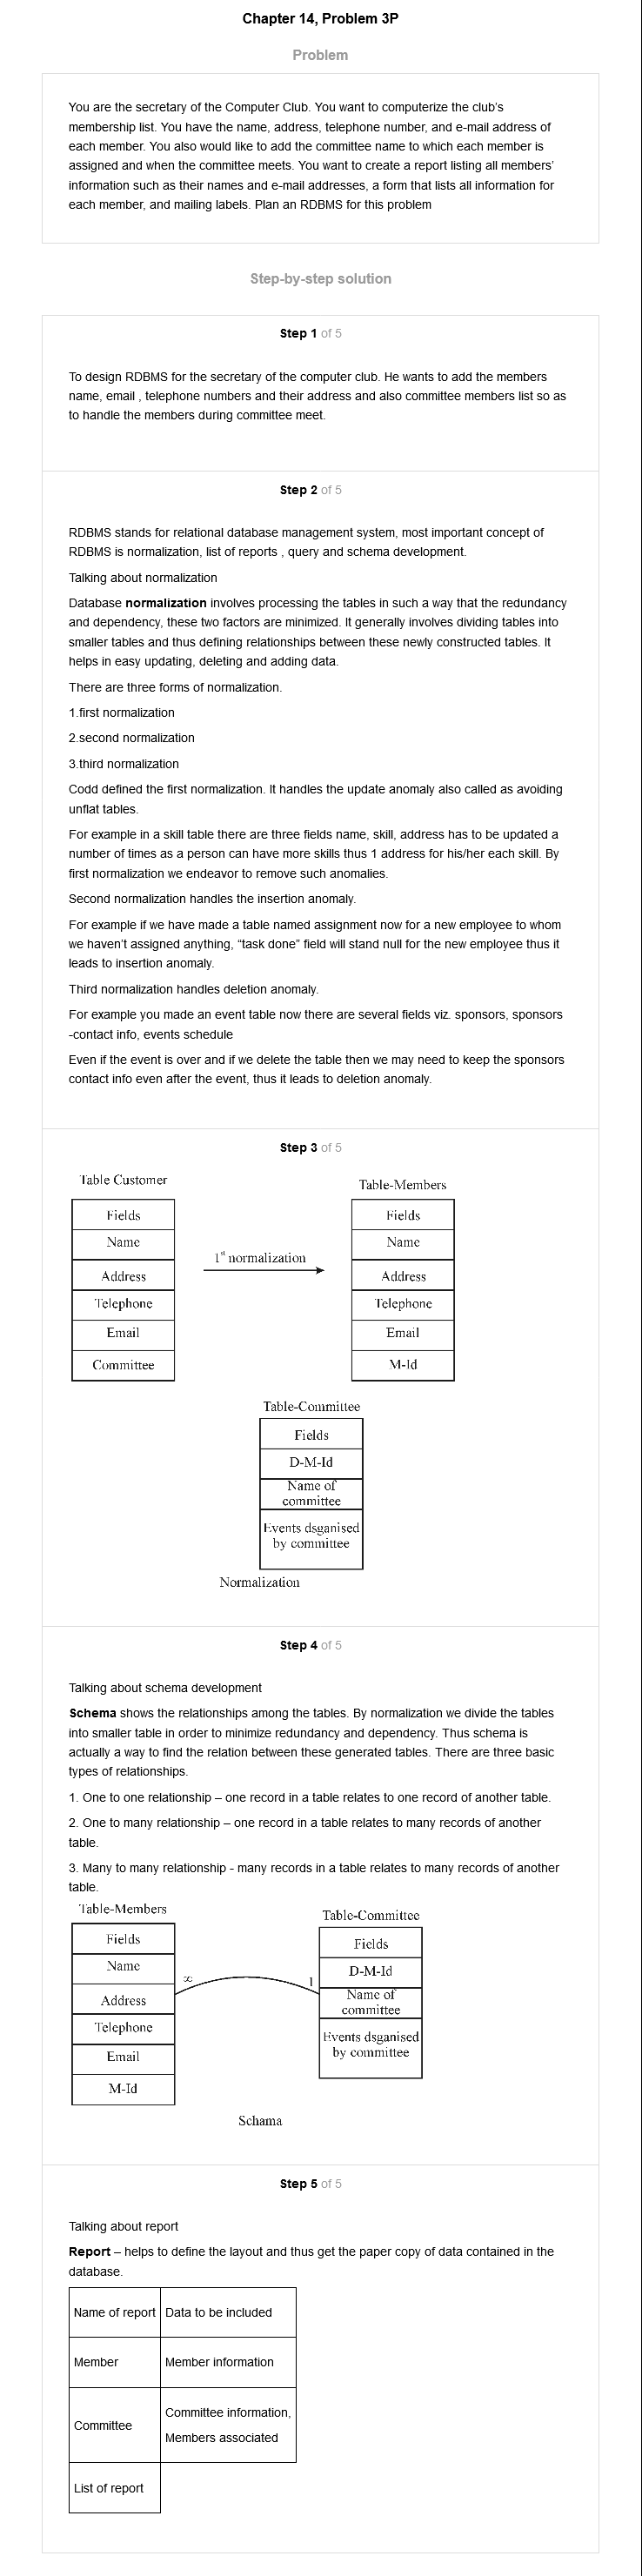 Chapter 14, Problem 3P
Problem
You are the secretary of the Computer Club. You want to computerize the club's
membership list. You have the name, address, telephone number, and e-mail address of
each member. You also would like to add the committee name to which each member is
assigned and when the committee meets. You want to create a report listing all members'
information such as their names and e-mail addresses, a form that lists all information for
each member, and mailing labels. Plan an RDBMS for this problem
Step-by-step solution
Step 1 of 5
To design RDBMS for the secretary of the computer club. He wants to add the members
name, email , telephone numbers and their address and also committee members list so as
to handle the members during committee meet.
Step 2 of 5
RDBMS stands for relational database management system, most important concept of
RDBMS is normalization, list of reports , query and schema development.
Talking about normalization
Database normalization involves processing the tables in such a way that the redundancy
and dependency, these two factors are minimized. It generally involves dividing tables into
smaller tables and thus defining relationships between these newly constructed tables. It
helps in easy updating, deleting and adding data.
There are three forms of normalization.
1.first normalization
2.second normalization
3.third normalization
Codd defined the first normalization. It handles the update anomaly also called as avoiding
unflat tables.
For example in a skill table there are three fields name, skill, address has to be updated a
number of times as a person can have more skills thus 1 address for his/her each skill. By
first normalization we endeavor to remove such anomalies.
Second normalization handles the insertion anomaly.
For example if we have made a table named assignment now for a new employee to whom
we haven't assigned anything, "task done" field will stand null for the new employee thus it
leads to insertion anomaly.
Third normalization handles deletion anomaly.
For example you made an event table now there are several fields viz. sponsors, sponsors
-contact info, events schedule
Even if the event is over and if we delete the table then we may need to keep the sponsors
contact info even after the event, thus it leads to deletion anomaly.
Step 3 of 5
Table Customer
Fields
Name
Address
Telephone
Email
Committee
1st normalization
Table-Members
Fields
Name
Address
Telephone
Email
M-Id
Table-Committee
Fields
D-M-Id
Name of
committee
Events dsganised
by committee
Normalization
Step 4 of 5
Talking about schema development
Schema shows the relationships among the tables. By normalization we divide the tables
into smaller table in order to minimize redundancy and dependency. Thus schema is
actually a way to find the relation between these generated tables. There are three basic
types of relationships.
1. One to one relationship – one record in a table relates to one record of another table.
2. One to many relationship – one record in a table relates to many records of another
table.
3. Many to many relationship - many records in a table relates to many records of another
table.
Table-Members
Fields
Name
Address
Telephone
Email
M-Id
∞
1
Table-Committee
Fields
D-M-Id
Name of
committee
Events dsganised
by committee
Schama
Step 5 of 5
Talking about report
Report – helps to define the layout and thus get the paper copy of data contained in the
database.
Name of report Data to be included
Member Member information
Committee Committee information,
Members associated
List of report